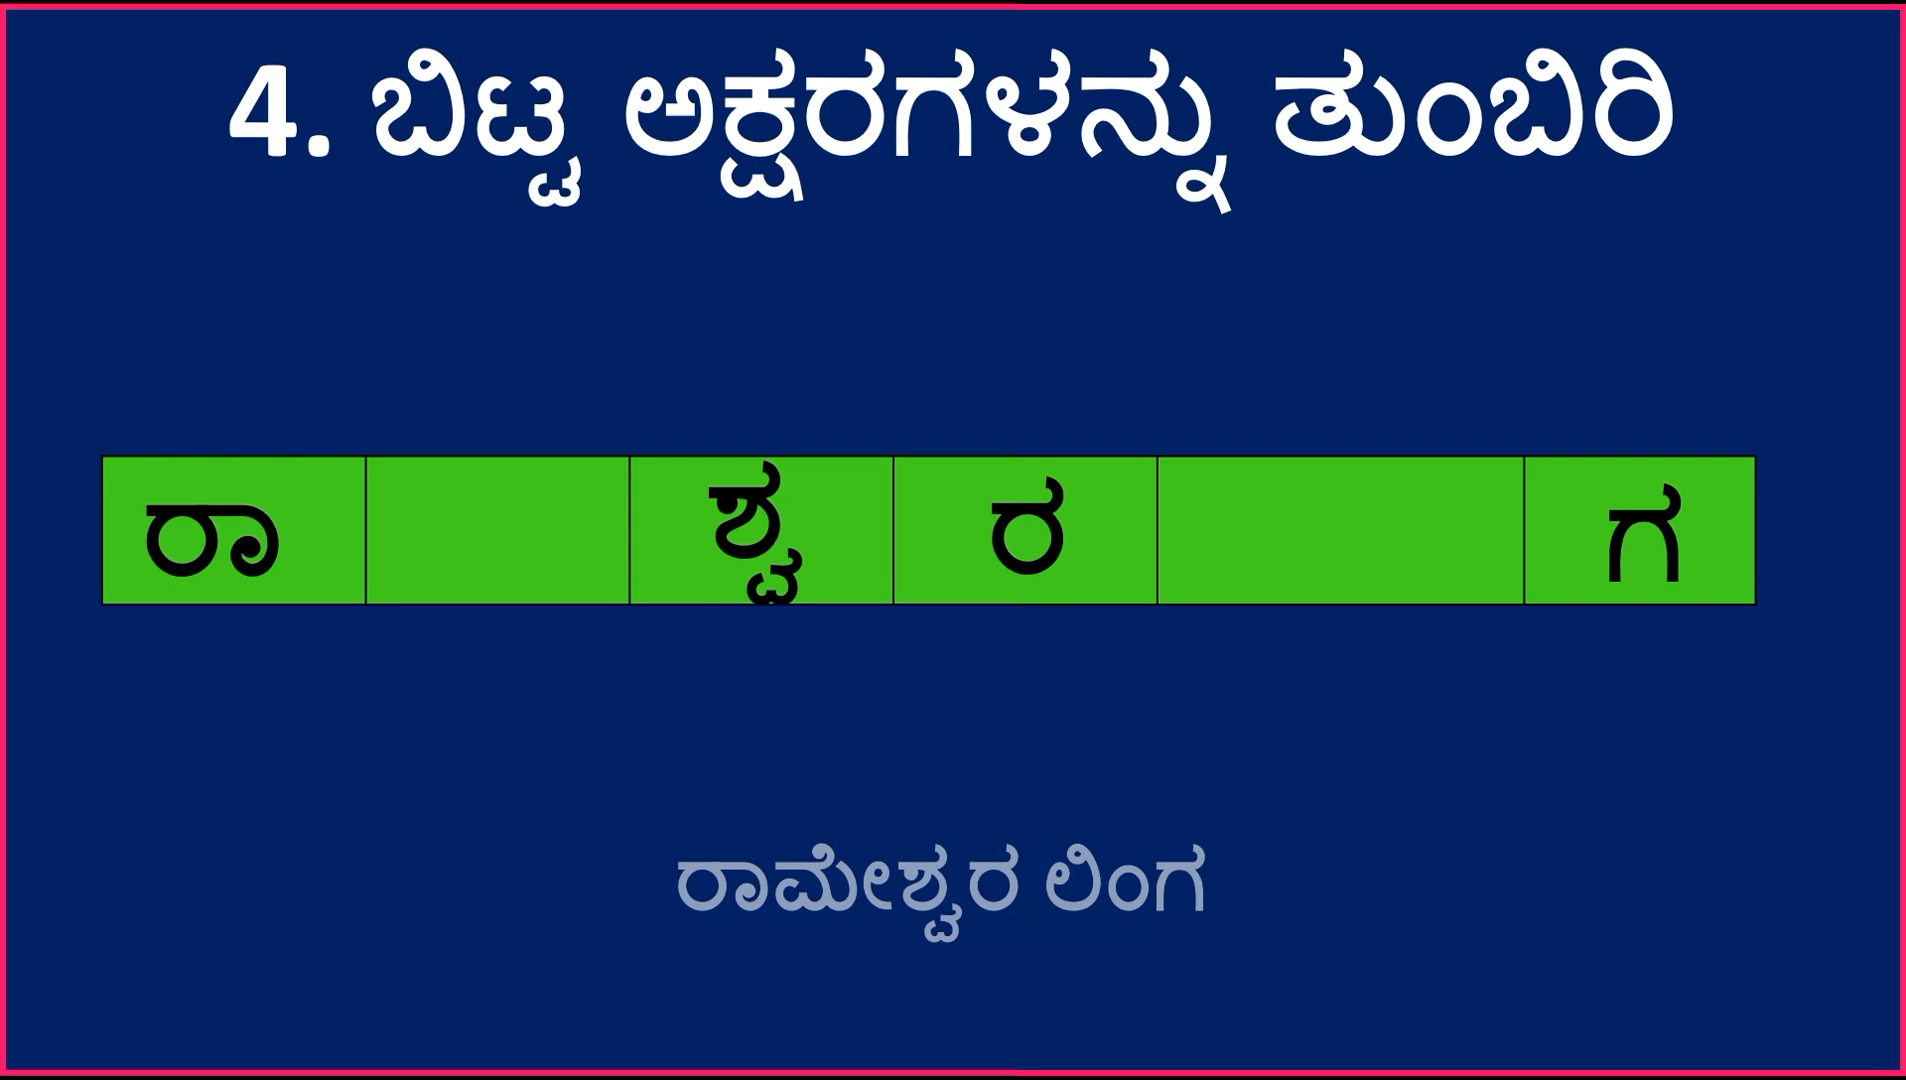 4. ಬಿಟ್ಟ ಅಕ್ಷರಗಳನ್ನು ತುಂಬಿರಿ
ರಾ ಶ್ವ ರ ಗ
ರಾಮೇಶ್ವರ ಲಿಂಗ